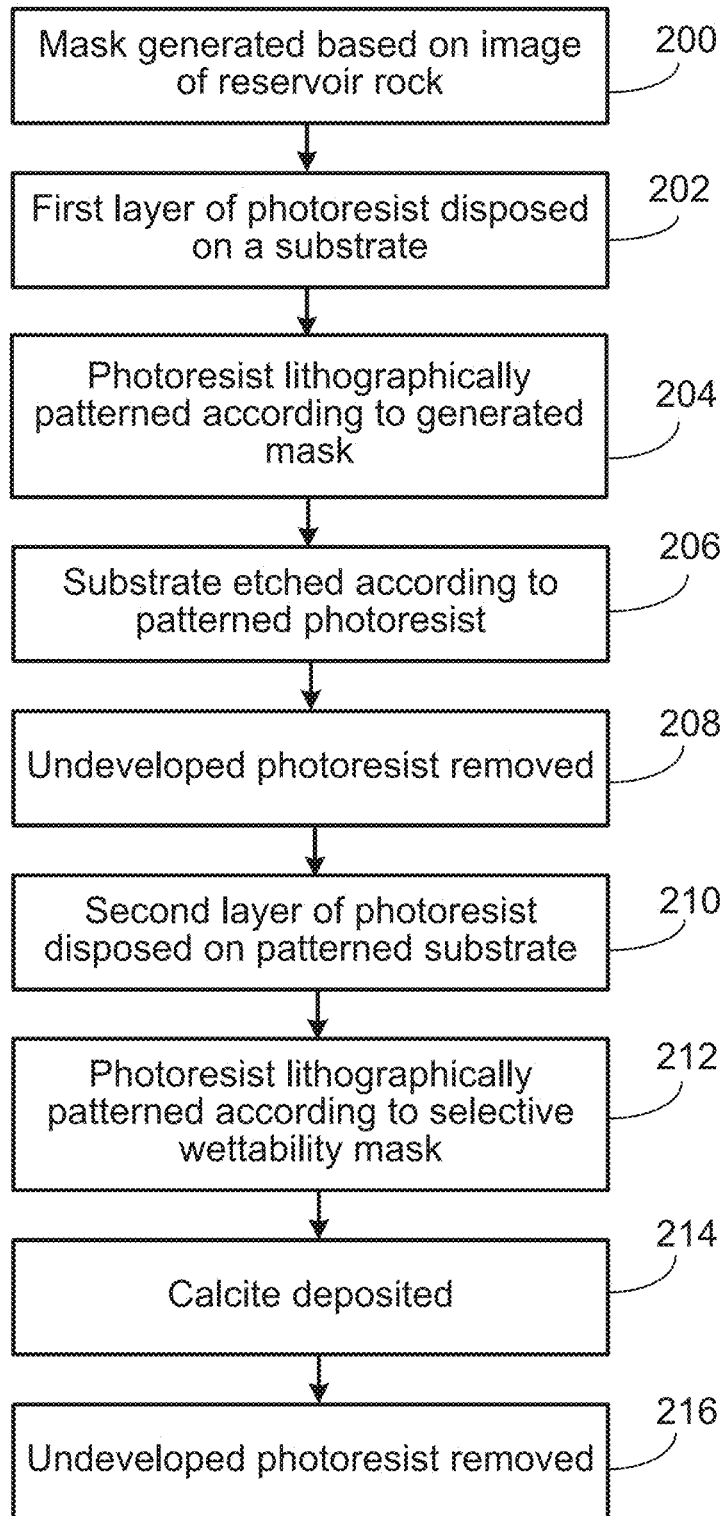 Mask generated based on image
of reservoir rock
200
First layer of photoresist disposed
on a substrate
202
Photoresist lithographically
patterned according to generated
mask
204
Substrate etched according to
patterned photoresist
206
Undeveloped photoresist removed
208
Second layer of photoresist
disposed on patterned substrate
210
Photoresist lithographically
patterned according to selective
wettability mask
212
Calcite deposited
214
Undeveloped photoresist removed
216